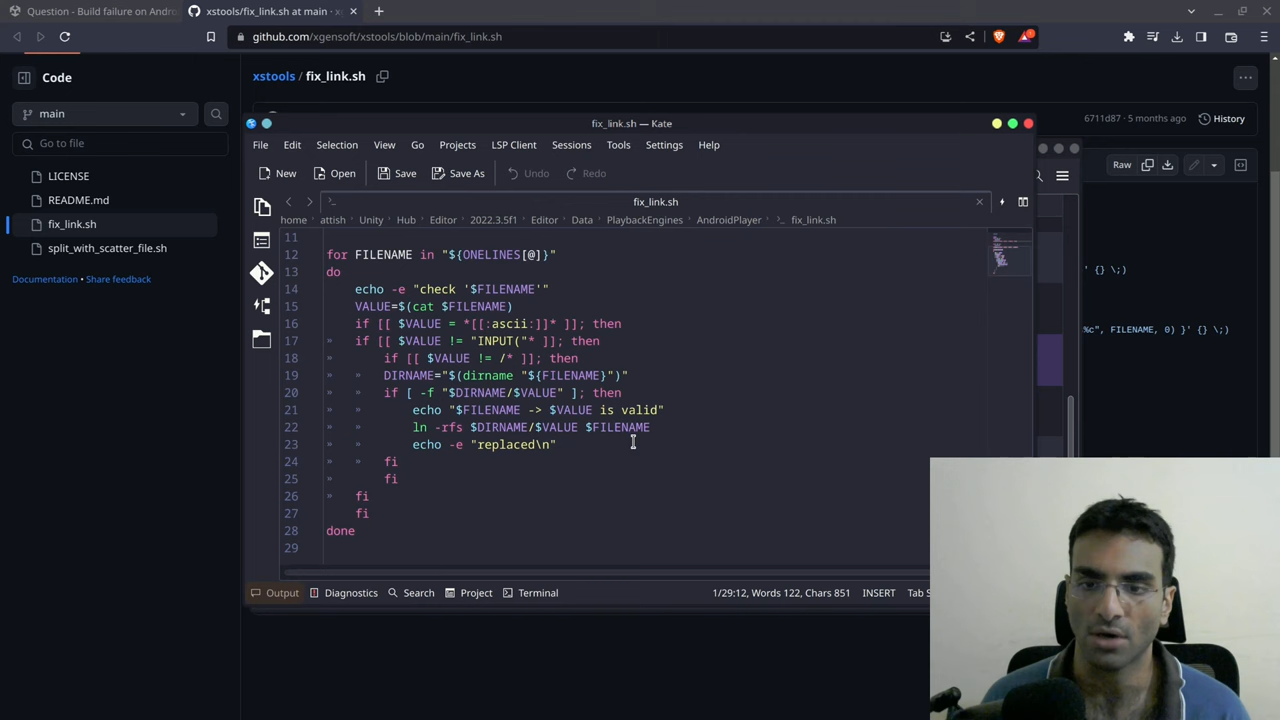 Question - Build failure on Andro
xstools/fix_link.sh at main · x
github.com/xgensoft/xstools/blob/main/fix_link.sh
Code
xstools / fix_link.sh
main
6711d87 · 5 months ago
History
Go to file
LICENSE
README.md
fix_link.sh
split_with_scatter_file.sh
Documentation • Share feedback
Raw
' {} \;)
%c", FILENAME, 0) }' {} \;)
fix_link.sh — Kate
File Edit Selection View Go Projects LSP Client Sessions Tools Settings Help
New Open Save Save As Undo Redo
fix_link.sh
home attish Unity Hub Editor 2022.3.5f1 Editor Data PlaybackEngines AndroidPlayer fix_link.sh
11
12 for FILENAME in "${ONELINES[@]}"
13 do
14 echo -e "check '$FILENAME'"
15 VALUE=$(cat $FILENAME)
16 if [[ $VALUE = *[[:ascii:]]* ]]; then
17 » if [[ $VALUE != "INPUT("* ]]; then
18 » if [[ $VALUE != /* ]]; then
19 » » DIRNAME="$(dirname "${FILENAME}")"
20 » » if [ -f "$DIRNAME/$VALUE" ]; then
21 » » echo "$FILENAME -> $VALUE is valid"
22 » » ln -rfs $DIRNAME/$VALUE $FILENAME
23 » » echo -e "replaced\n"
24 » » fi
25 » fi
26 » fi
27 fi
28 done
29
Output Diagnostics Search Project Terminal
1/29:12, Words 122, Chars 851 INSERT Tab S